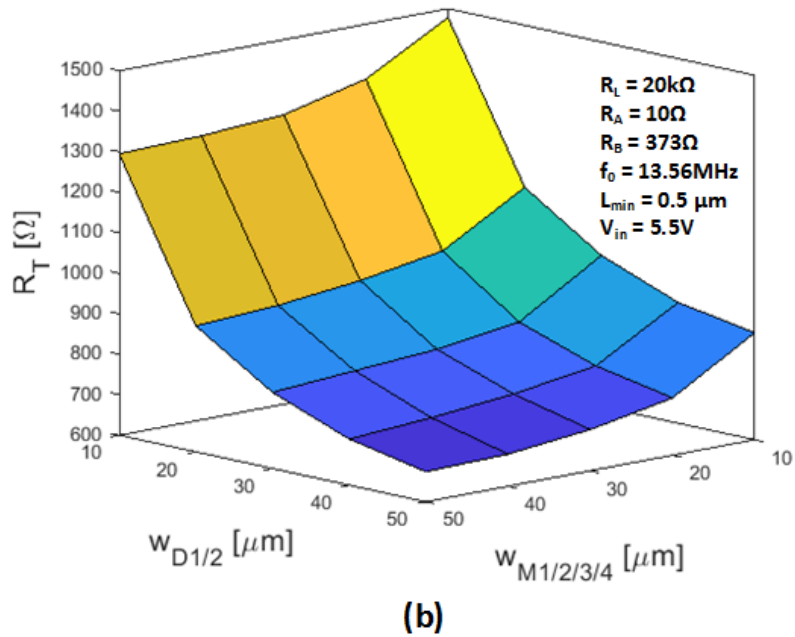 1500
1400
1300
1200
1100
1000
900
800
700
600
R_T [Ω]
10
20
30
40
50
w_D1/2 [μm]
50
40
30
20
10
w_M1/2/3/4 [μm]
R_L = 20kΩ
R_A = 10Ω
R_B = 373Ω
f_0 = 13.56MHz
L_min = 0.5 μm
V_in = 5.5V
(b)